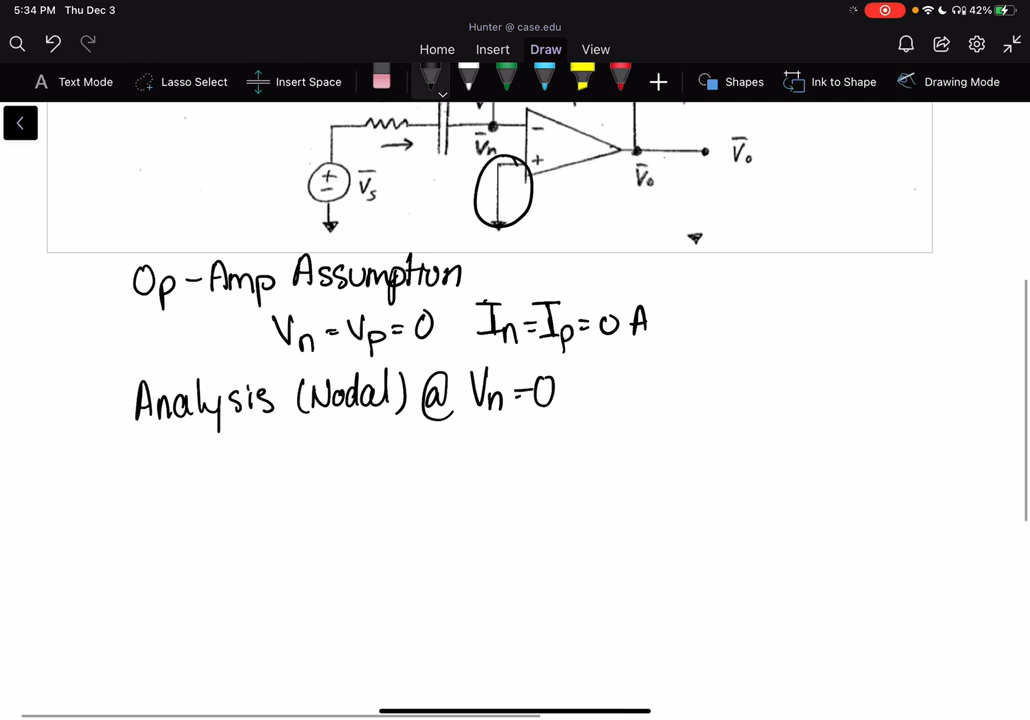 5:34 PM Thu Dec 3
42%
Hunter @ case.edu
Home Insert Draw View
Text Mode Lasso Select Insert Space Shapes Ink to Shape Drawing Mode
V̅n
V̅s
V̅o
V̅o
Op-Amp Assumption
Vn = Vp = 0 In = Ip = 0 A
Analysis (Nodal) @ Vn = 0